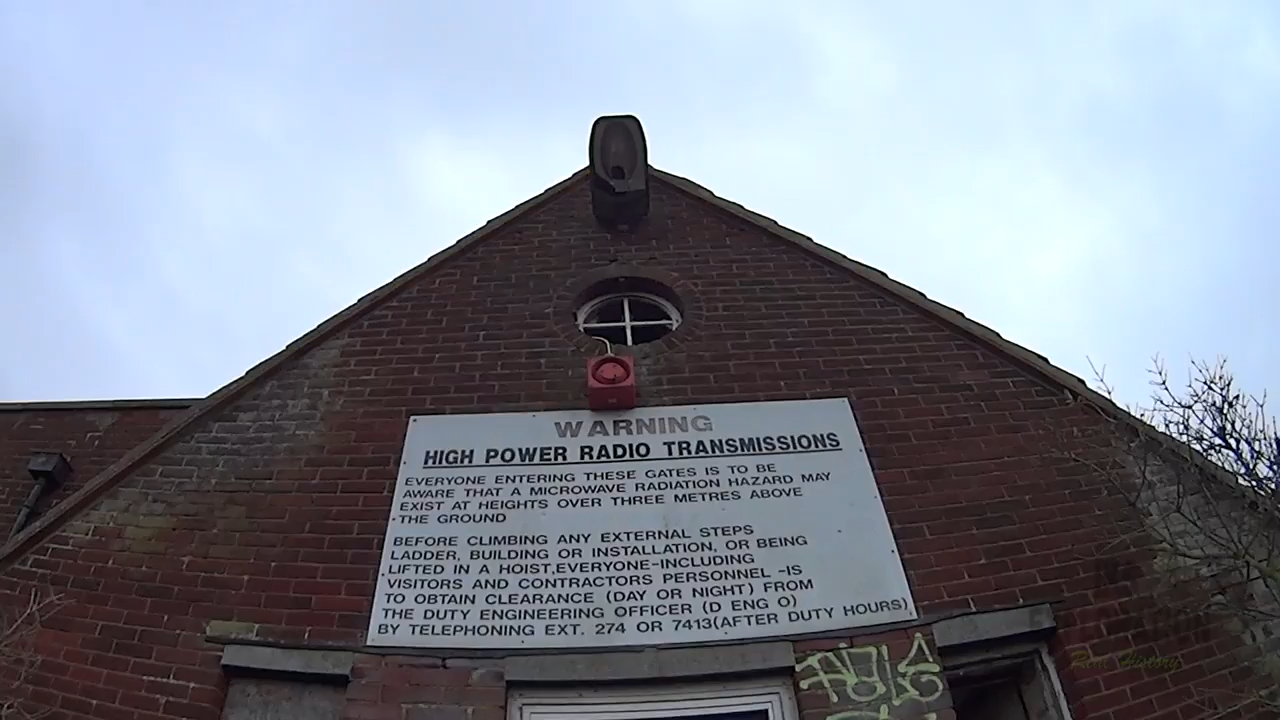 WARNING
HIGH POWER RADIO TRANSMISSIONS
EVERYONE ENTERING THESE GATES IS TO BE
AWARE THAT A MICROWAVE RADIATION HAZARD MAY
EXIST AT HEIGHTS OVER THREE METRES ABOVE
THE GROUND
BEFORE CLIMBING ANY EXTERNAL STEPS
LADDER, BUILDING OR INSTALLATION, OR BEING
LIFTED IN A HOIST,EVERYONE-INCLUDING
VISITORS AND CONTRACTORS PERSONNEL -IS
TO OBTAIN CLEARANCE (DAY OR NIGHT) FROM
THE DUTY ENGINEERING OFFICER (D ENG O)
BY TELEPHONING EXT. 274 OR 7413(AFTER DUTY HOURS)
History